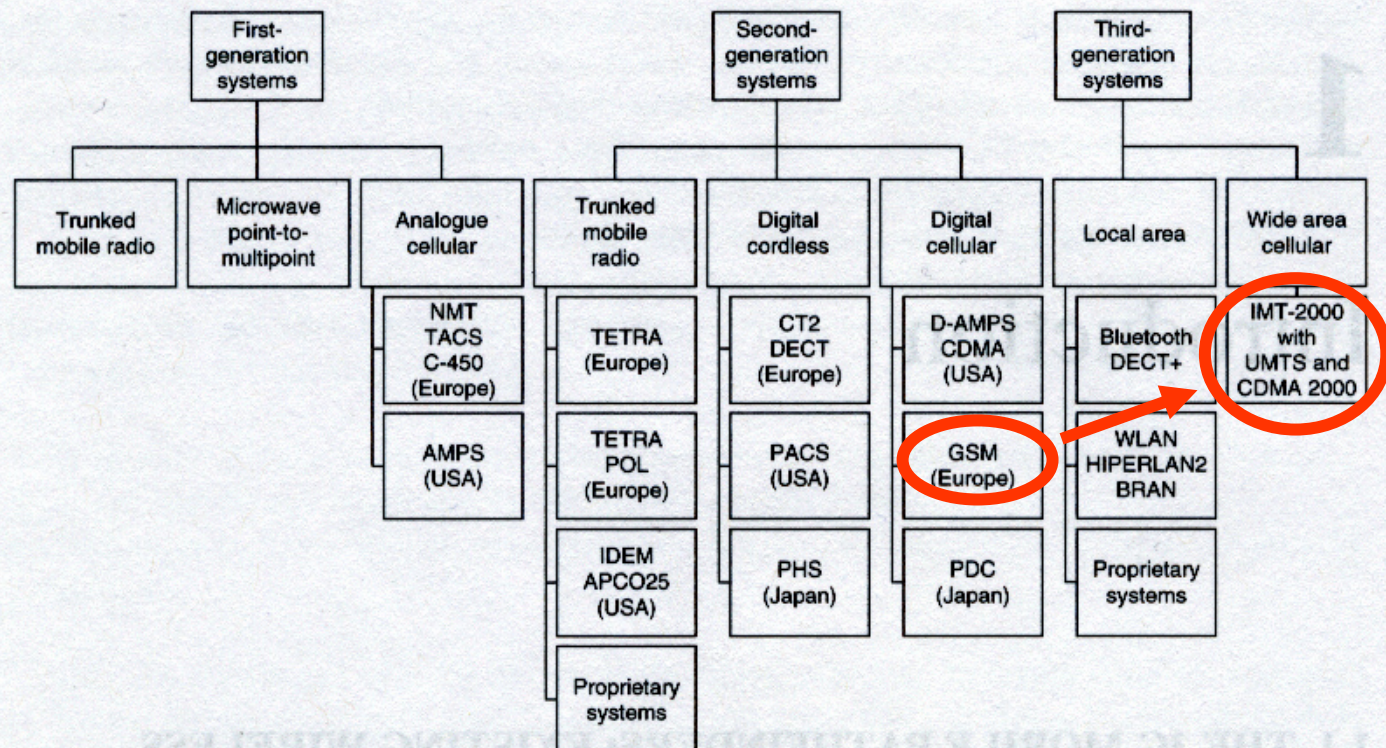 First-
generation
systems
Second-
generation
systems
Third-
generation
systems
1
Trunked
mobile radio
Microwave
point-to-
multipoint
Analogue
cellular
Trunked
mobile
radio
Digital
cordless
Digital
cellular
Local area
Wide area
cellular
NMT
TACS
C-450
(Europe)
AMPS
(USA)
TETRA
(Europe)
TETRA
POL
(Europe)
IDEM
APCO25
(USA)
Proprietary
systems
CT2
DECT
(Europe)
PACS
(USA)
PHS
(Japan)
D-AMPS
CDMA
(USA)
GSM
(Europe)
PDC
(Japan)
Bluetooth
DECT+
WLAN
HIPERLAN2
BRAN
Proprietary
systems
IMT-2000
with
UMTS and
CDMA 2000
Introduction